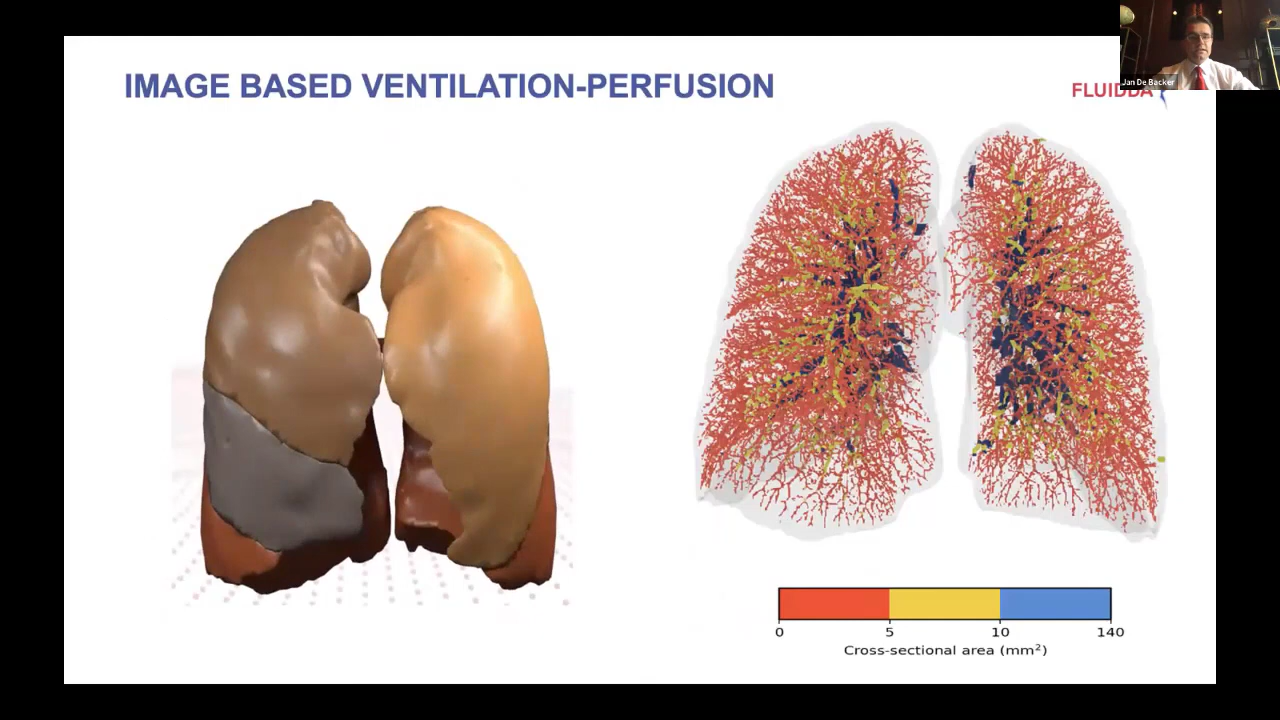 IMAGE BASED VENTILATION-PERFUSION
Jan De Backer
FLUIDDA
0 5 10 140
Cross-sectional area (mm²)